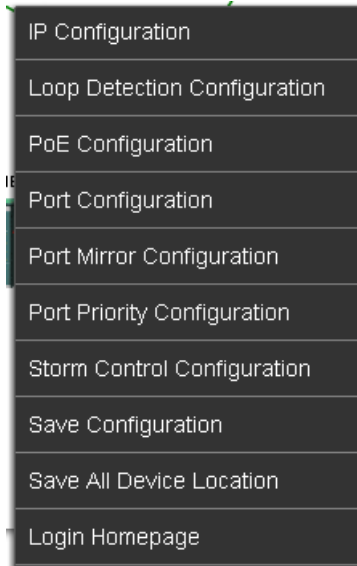 IP Configuration
Loop Detection Configuration
PoE Configuration
Port Configuration
Port Mirror Configuration
Port Priority Configuration
Storm Control Configuration
Save Configuration
Save All Device Location
Login Homepage